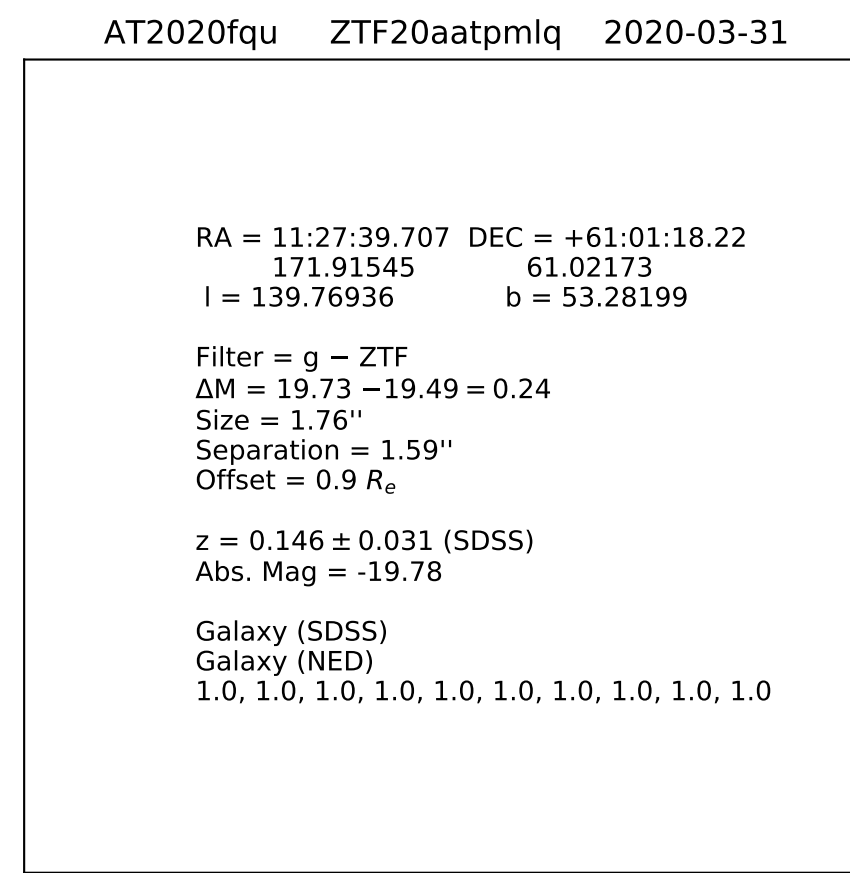 AT2020fqu ZTF20aatpmlq 2020-03-31
RA = 11:27:39.707 DEC = +61:01:18.22
171.91545 61.02173
l = 139.76936 b = 53.28199
Filter = g − ZTF
ΔM = 19.73 −19.49 = 0.24
Size = 1.76''
Separation = 1.59''
Offset = 0.9 Rₑ
z = 0.146 ± 0.031 (SDSS)
Abs. Mag = -19.78
Galaxy (SDSS)
Galaxy (NED)
1.0, 1.0, 1.0, 1.0, 1.0, 1.0, 1.0, 1.0, 1.0, 1.0